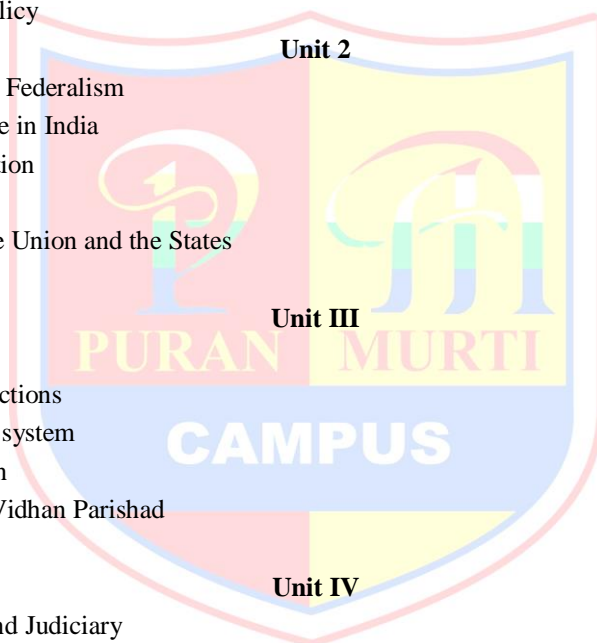 licy
Unit 2
Federalism
e in India
tion
e Union and the States
Unit III
PURAN MURTI
ctions
system
CAMPUS
n
Vidhan Parishad
Unit IV
nd Judiciary